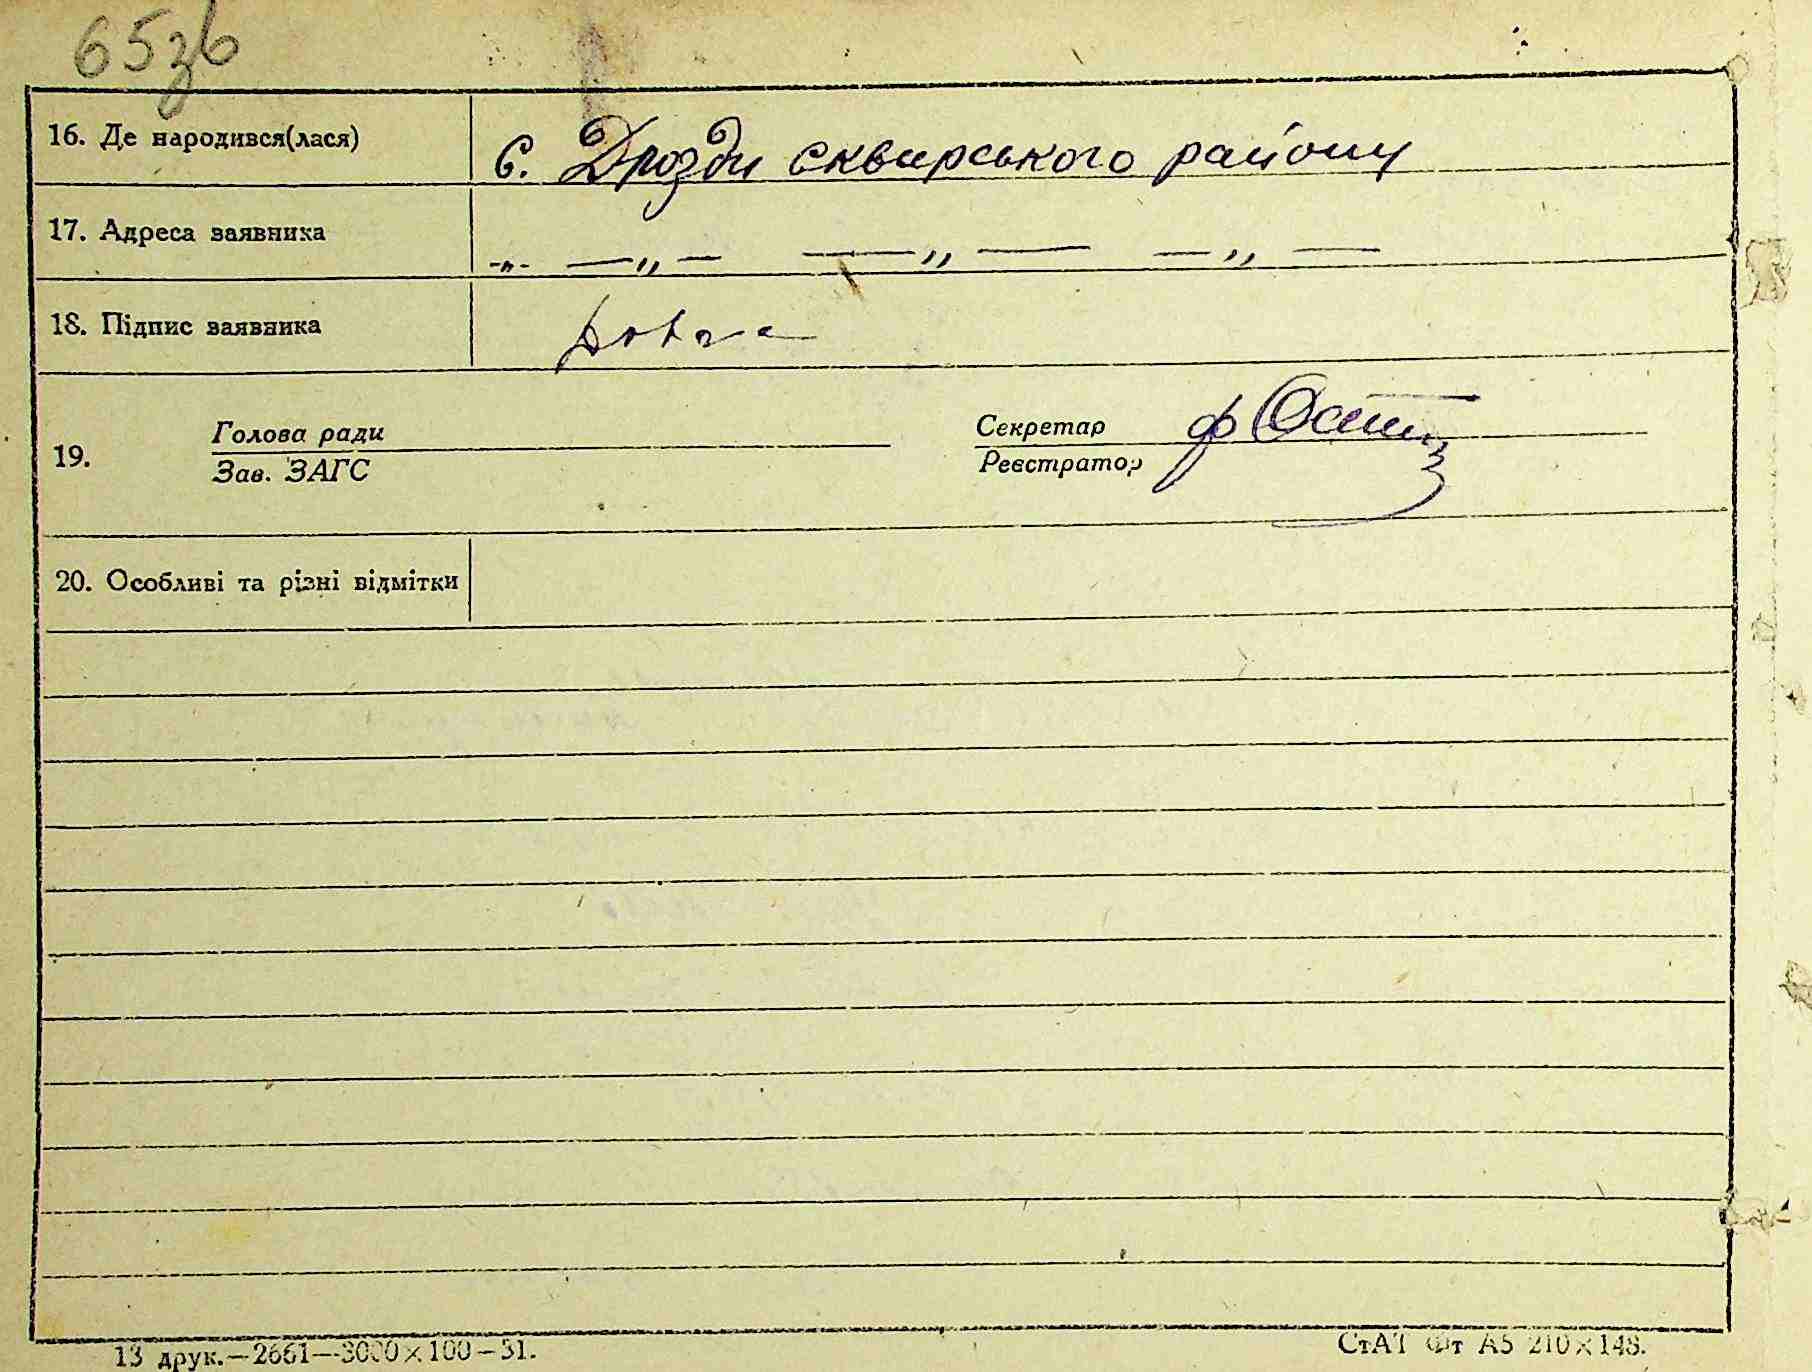 65зв
16. Де народився(лася) с. Дрозди сквирського району
17. Адреса заявника -„- —„— —„— —„—
18. Підпис заявника
19. Голова ради
Зав. ЗАГС
Секретар
Реєстратор
20. Особливі та різні відмітки
13 друк.—2661—3000×100—31.
СтАТ Фт А5 210×148.